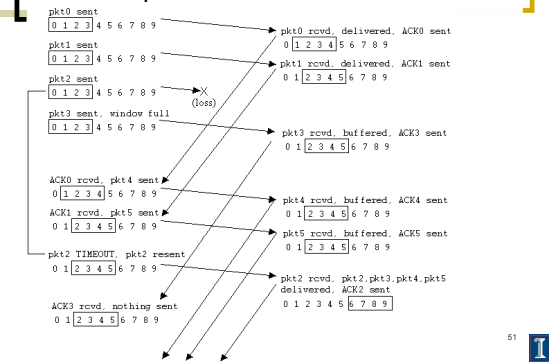 pkt0 sent
0 1 2 3 4 5 6 7 8 9
pkt0 rcvd, delivered, ACK0 sent
0 1 2 3 4 5 6 7 8 9
pkt1 sent
0 1 2 3 4 5 6 7 8 9
pkt1 rcvd, delivered, ACK1 sent
0 1 2 3 4 5 6 7 8 9
pkt2 sent
0 1 2 3 4 5 6 7 8 9
X
(loss)
pkt3 sent, window full
0 1 2 3 4 5 6 7 8 9
pkt3 rcvd, buffered, ACK3 sent
0 1 2 3 4 5 6 7 8 9
ACK0 rcvd, pkt4 sent
0 1 2 3 4 5 6 7 8 9
pkt4 rcvd, buffered, ACK4 sent
0 1 2 3 4 5 6 7 8 9
ACK1 rcvd, pkt5 sent
0 1 2 3 4 5 6 7 8 9
pkt5 rcvd, buffered, ACK5 sent
0 1 2 3 4 5 6 7 8 9
pkt2 TIMEOUT, pkt2 resent
0 1 2 3 4 5 6 7 8 9
pkt2 rcvd, pkt2,pkt3,pkt4,pkt5
delivered, ACK2 sent
0 1 2 3 4 5 6 7 8 9
ACK3 rcvd, nothing sent
0 1 2 3 4 5 6 7 8 9
51
I